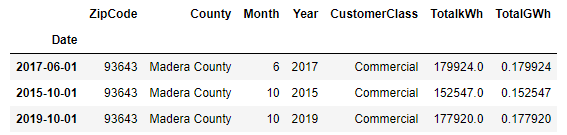 ZipCode County Month Year CustomerClass TotalkWh TotalGWh
Date
2017-06-01 93643 Madera County 6 2017 Commercial 179924.0 0.179924
2015-10-01 93643 Madera County 10 2015 Commercial 152547.0 0.152547
2019-10-01 93643 Madera County 10 2019 Commercial 177920.0 0.177920